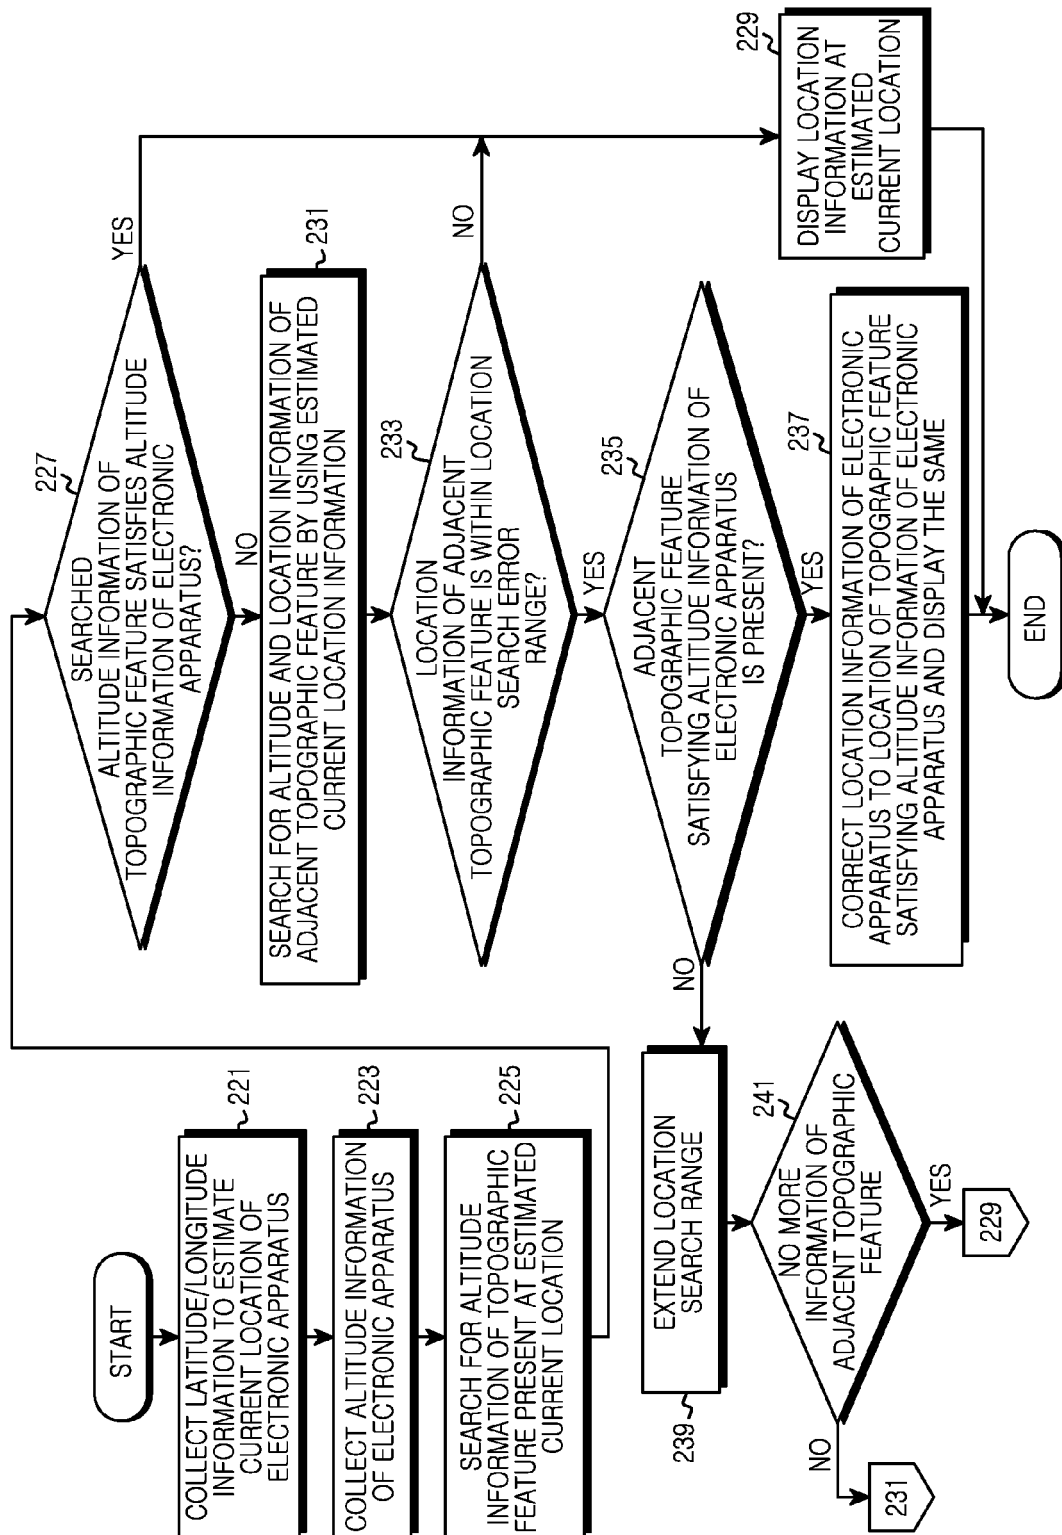 START
COLLECT LATITUDE/LONGITUDE
INFORMATION TO ESTIMATE
CURRENT LOCATION OF
ELECTRONIC APPARATUS
221
COLLECT ALTITUDE INFORMATION
OF ELECTRONIC APPARATUS
223
SEARCH FOR ALTITUDE
INFORMATION OF TOPOGRAPHIC
FEATURE PRESENT AT ESTIMATED
CURRENT LOCATION
225
SEARCHED
ALTITUDE INFORMATION OF
TOPOGRAPHIC FEATURE SATISFIES ALTITUDE
INFORMATION OF ELECTRONIC
APPARATUS?
227
YES
NO
SEARCH FOR ALTITUDE AND LOCATION INFORMATION OF
ADJACENT TOPOGRAPHIC FEATURE BY USING ESTIMATED
CURRENT LOCATION INFORMATION
231
LOCATION
INFORMATION OF ADJACENT
TOPOGRAPHIC FEATURE IS WITHIN LOCATION
SEARCH ERROR
RANGE?
233
NO
YES
ADJACENT
TOPOGRAPHIC FEATURE
SATISFYING ALTITUDE INFORMATION OF
ELECTRONIC APPARATUS
IS PRESENT?
235
NO
YES
CORRECT LOCATION INFORMATION OF ELECTRONIC
APPARATUS TO LOCATION OF TOPOGRAPHIC FEATURE
SATISFYING ALTITUDE INFORMATION OF ELECTRONIC
APPARATUS AND DISPLAY THE SAME
237
DISPLAY LOCATION
INFORMATION AT
ESTIMATED
CURRENT LOCATION
229
END
EXTEND LOCATION
SEARCH RANGE
239
NO MORE
INFORMATION OF
ADJACENT TOPOGRAPHIC
FEATURE
241
NO
YES
231
229